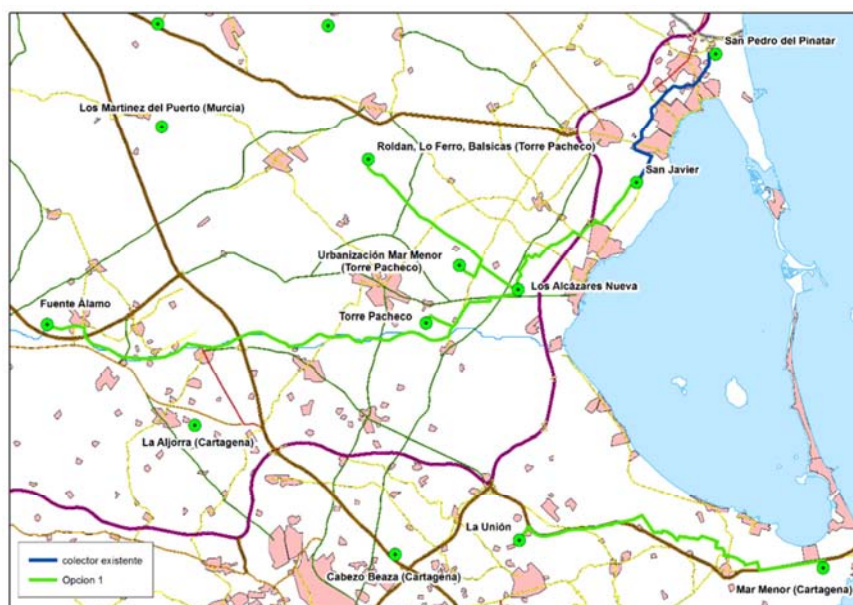 San Pedro del Pinatar
Los Martinez del Puerto (Murcia)
Roldan, Lo Ferro, Balsicas (Torre Pacheco)
San Javier
Urbanización Mar Menor
(Torre Pacheco)
Los Alcázares Nueva
Fuente Álamo
Torre Pacheco
La Aljorra (Cartagena)
La Unión
colector existente
Opcion 1
Cabezo Beaza (Cartagena)
Mar Menor (Cartagena)